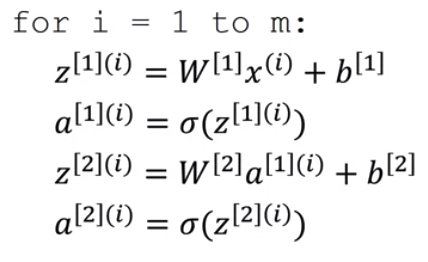 for i = 1 to m:
z^{[1](i)} = W^{[1]}x^{(i)} + b^{[1]}
a^{[1](i)} = σ(z^{[1](i)})
z^{[2](i)} = W^{[2]}a^{[1](i)} + b^{[2]}
a^{[2](i)} = σ(z^{[2](i)})